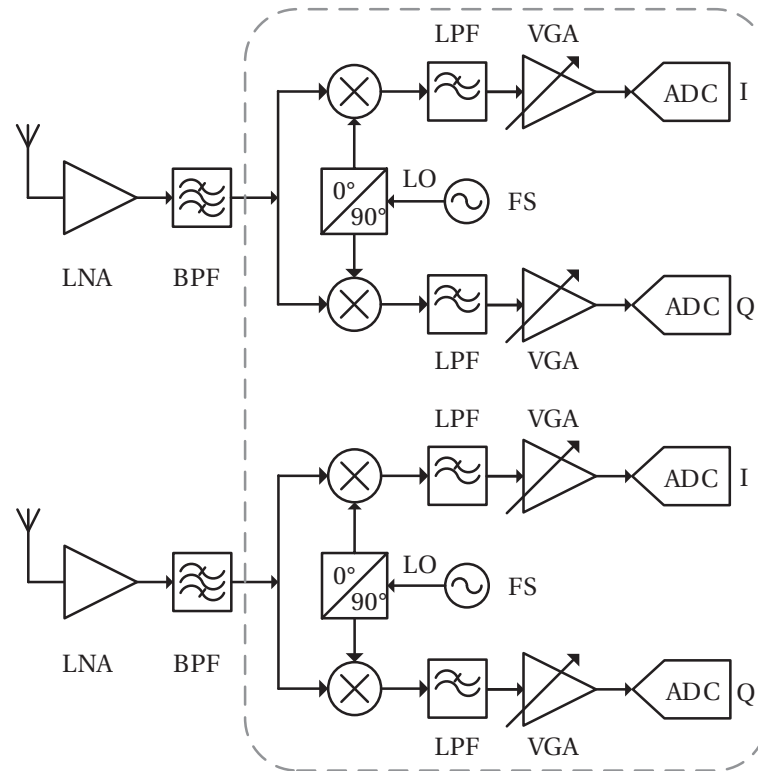 LPF VGA
ADC I
0° LO
90° FS
LNA BPF
ADC Q
LPF VGA
LPF VGA
ADC I
0° LO
90° FS
LNA BPF
ADC Q
LPF VGA